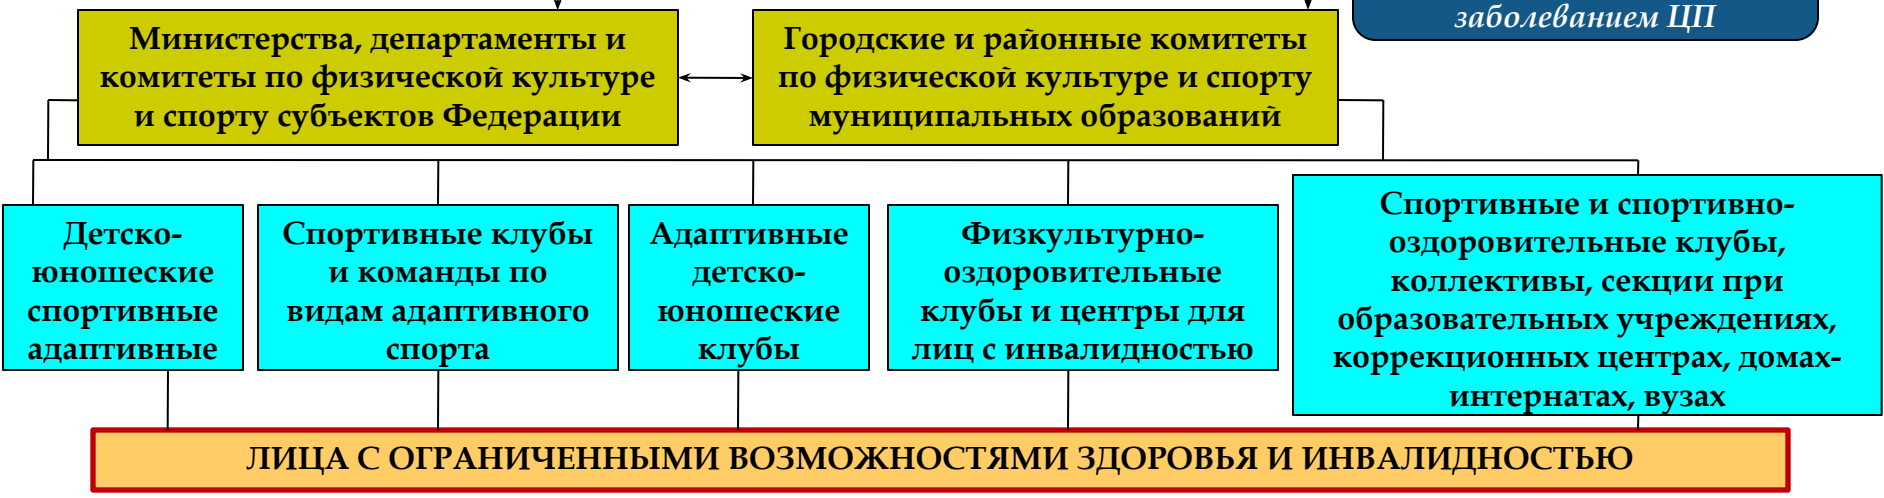 заболеванием ЦП
Министерства, департаменты и
комитеты по физической культуре
и спорту субъектов Федерации
Городские и районные комитеты
по физической культуре и спорту
муниципальных образований
Детско-
юношеские
спортивные
адаптивные
Спортивные клубы
и команды по
видам адаптивного
спорта
Адаптивные
детско-
юношеские
клубы
Физкультурно-
оздоровительные
клубы и центры для
лиц с инвалидностью
Спортивные и спортивно-
оздоровительные клубы,
коллективы, секции при
образовательных учреждениях,
коррекционных центрах, домах-
интернатах, вузах
ЛИЦА С ОГРАНИЧЕННЫМИ ВОЗМОЖНОСТЯМИ ЗДОРОВЬЯ И ИНВАЛИДНОСТЬЮ